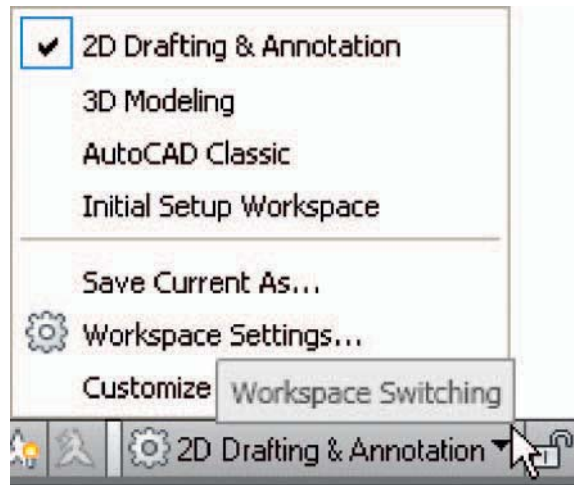 2D Drafting & Annotation
3D Modeling
AutoCAD Classic
Initial Setup Workspace
Save Current As...
Workspace Settings...
Customize
Workspace Switching
2D Drafting & Annotation